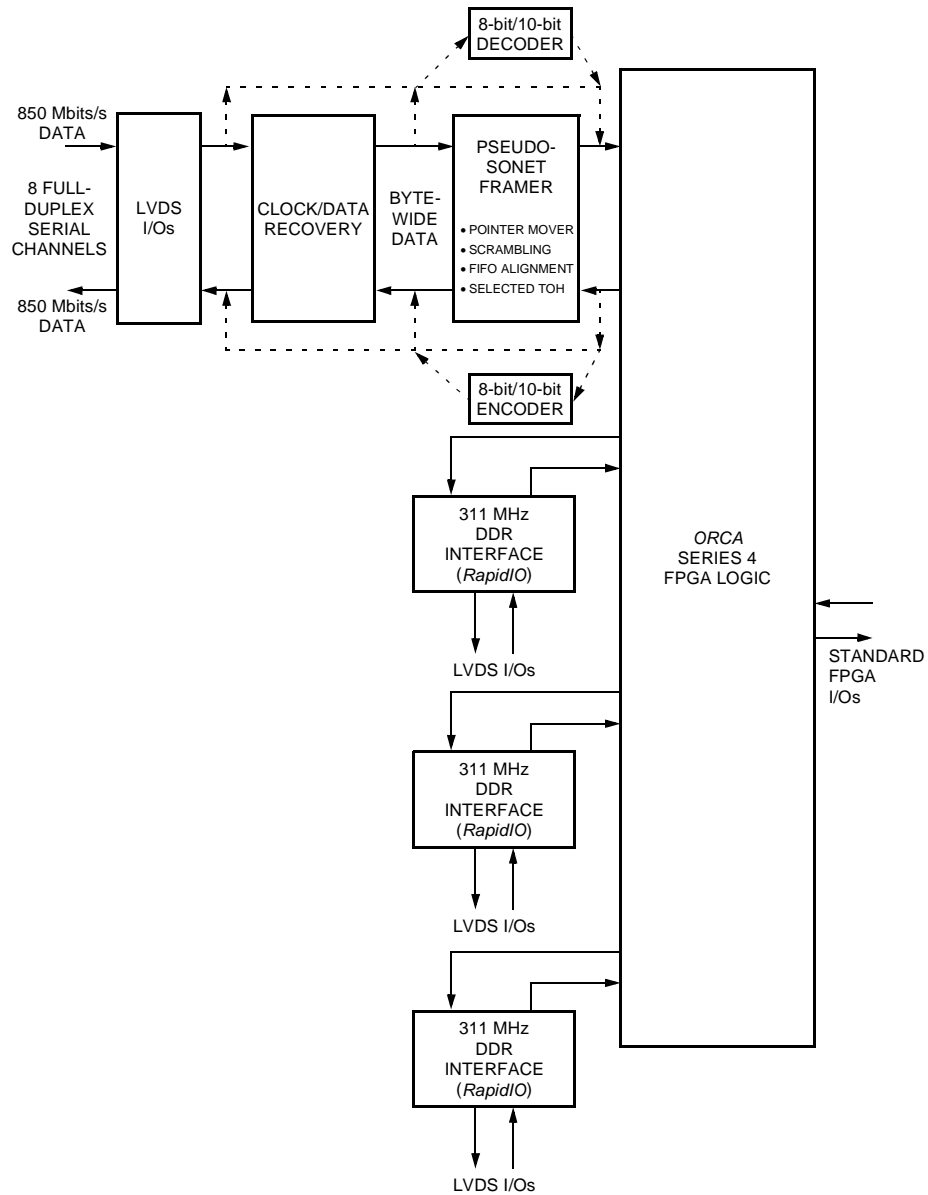 8-bit/10-bit
DECODER
850 Mbits/s
DATA
8 FULL-
DUPLEX
SERIAL
CHANNELS
850 Mbits/s
DATA
LVDS
I/Os
CLOCK/DATA
RECOVERY
BYTE-
WIDE
DATA
PSEUDO-
SONET
FRAMER
• POINTER MOVER
• SCRAMBLING
• FIFO ALIGNMENT
• SELECTED TOH
8-bit/10-bit
ENCODER
ORCA
SERIES 4
FPGA LOGIC
STANDARD
FPGA
I/Os
311 MHz
DDR
INTERFACE
(RapidIO)
LVDS I/Os
311 MHz
DDR
INTERFACE
(RapidIO)
LVDS I/Os
311 MHz
DDR
INTERFACE
(RapidIO)
LVDS I/Os